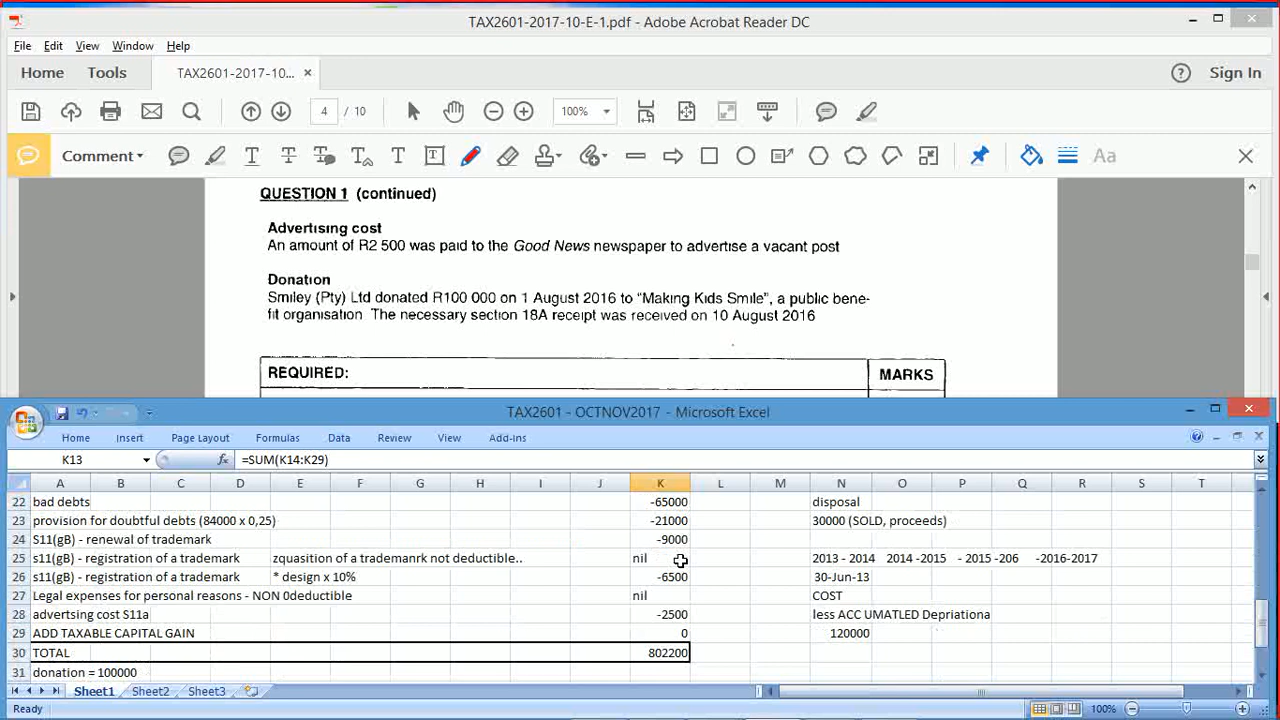 TAX2601-2017-10-E-1.pdf - Adobe Acrobat Reader DC
File Edit View Window Help
Home Tools TAX2601-2017-10... × Sign In
4 / 10 100%
Comment
QUESTION 1 (continued)
Advertising cost
An amount of R2 500 was paid to the Good News newspaper to advertise a vacant post
Donation
Smiley (Pty) Ltd donated R100 000 on 1 August 2016 to "Making Kids Smile", a public bene-
fit organisation The necessary section 18A receipt was received on 10 August 2016
REQUIRED: MARKS
TAX2601 - OCTNOV2017 - Microsoft Excel
Home Insert Page Layout Formulas Data Review View Add-Ins
K13 fx =SUM(K14:K29)
A B C D E F G H I J K L M N O P Q R S T
22 bad debts -65000 disposal
23 provision for doubtful debts (84000 x 0,25) -21000 30000 (SOLD, proceeds)
24 S11(gB) - renewal of trademark -9000
25 s11(gB) - registration of a trademark zquasition of a trademanrk not deductible.. nil 2013 - 2014 2014 -2015 - 2015 -206 -2016-2017
26 s11(gB) - registration of a trademark * design x 10% -6500 30-Jun-13
27 Legal expenses for personal reasons - NON 0deductible nil COST
28 advertsing cost S11a -2500 less ACC UMATLED Depriationa
29 ADD TAXABLE CAPITAL GAIN 0 120000
30 TOTAL 802200
31 donation = 100000
Sheet1 Sheet2 Sheet3
Ready 100%